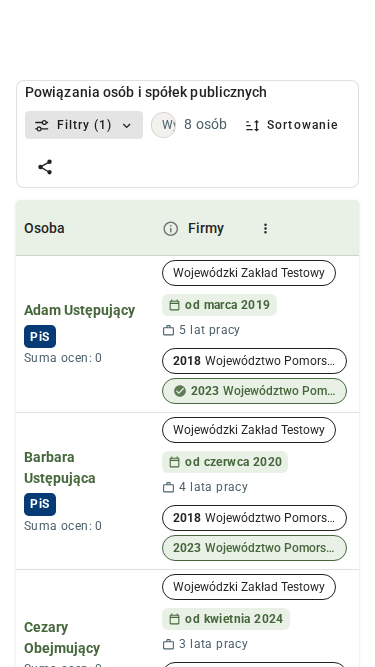 Powiązania osób i spółek publicznych
Filtry (1)
8 osób
Sortowanie
Osoba
Firmy
Adam Ustępujący
PiS
Suma ocen: 0
Wojewódzki Zakład Testowy
od marca 2019
5 lat pracy
2018 Województwo Pomors…
2023 Województwo Pom…
Barbara
Ustępująca
PiS
Suma ocen: 0
Wojewódzki Zakład Testowy
od czerwca 2020
4 lata pracy
2018 Województwo Pomors…
2023 Województwo Pomors…
Cezary
Obejmujący
Wojewódzki Zakład Testowy
od kwietnia 2024
3 lata pracy